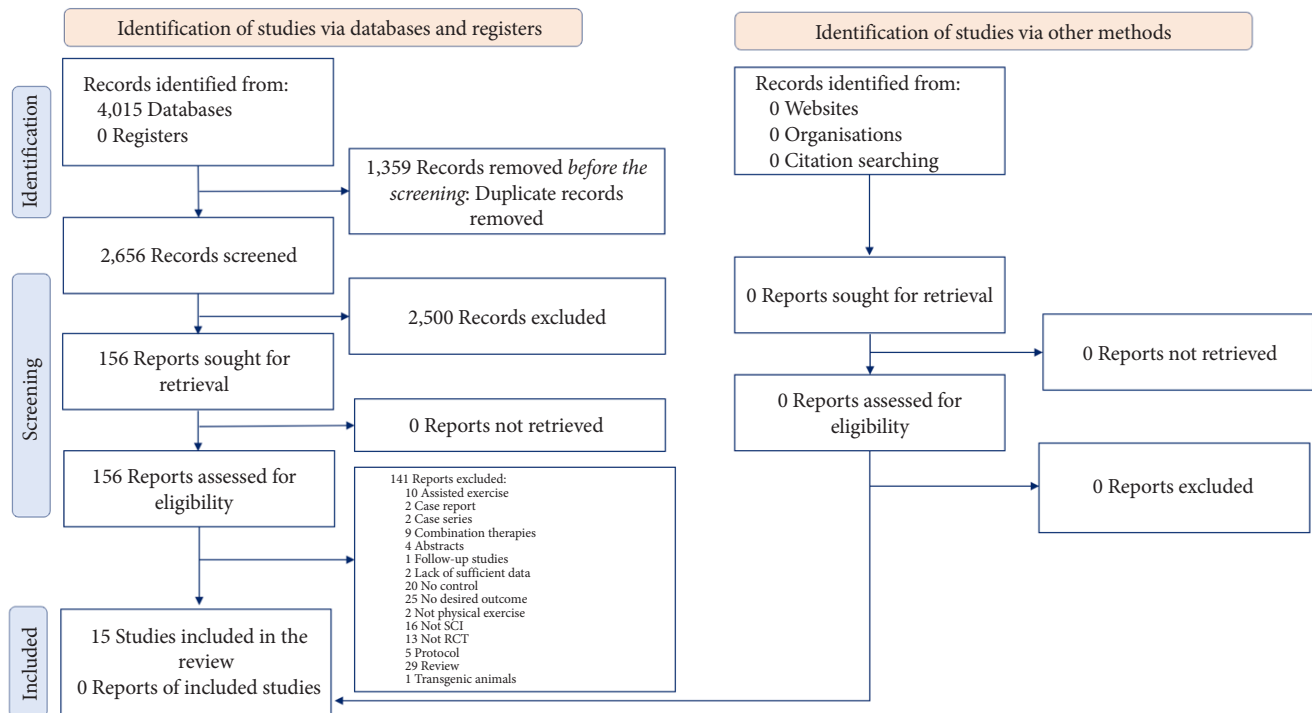 Identification of studies via databases and registers
Identification of studies via other methods
Identification
Records identified from:
4,015 Databases
0 Registers
1,359 Records removed before the
screening: Duplicate records
removed
Records identified from:
0 Websites
0 Organisations
0 Citation searching
Screening
2,656 Records screened
2,500 Records excluded
156 Reports sought for
retrieval
0 Reports not retrieved
156 Reports assessed for
eligibility
141 Reports excluded:
10 Assisted exercise
2 Case report
2 Case series
9 Combination therapies
4 Abstracts
1 Follow-up studies
2 Lack of sufficient data
20 No control
25 No desired outcome
2 Not physical exercise
16 Not SCI
13 Not RCT
5 Protocol
29 Review
1 Transgenic animals
0 Reports sought for retrieval
0 Reports not retrieved
0 Reports assessed for
eligibility
0 Reports excluded
Included
15 Studies included in the
review
0 Reports of included studies